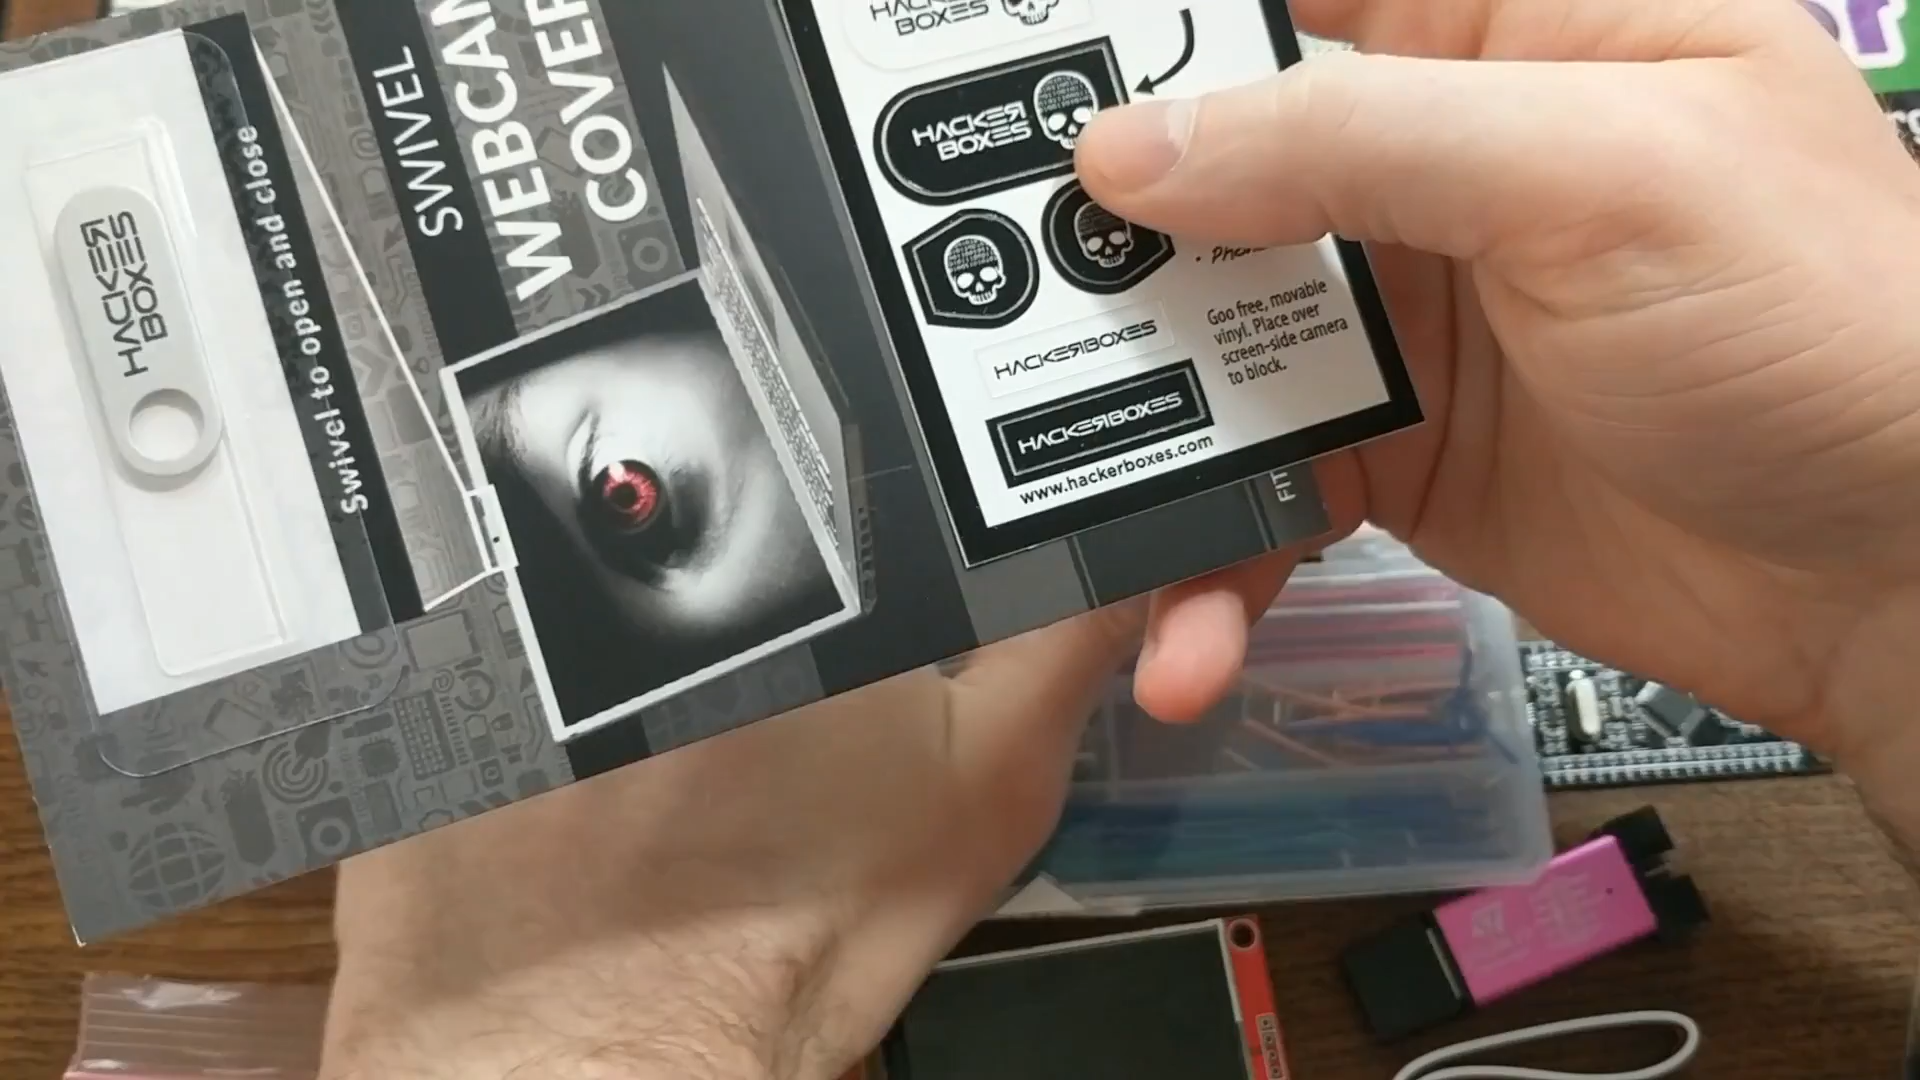 HACKER
BOXES
Swivel to open and close
SWIVEL
WEBCAM
COVER
HACKER
BOXES
HACKER
BOXES
Goo free, movable
vinyl. Place over
screen-side camera
to block.
HACKERBOXES
HACKERBOXES
www.hackerboxes.com
FIT